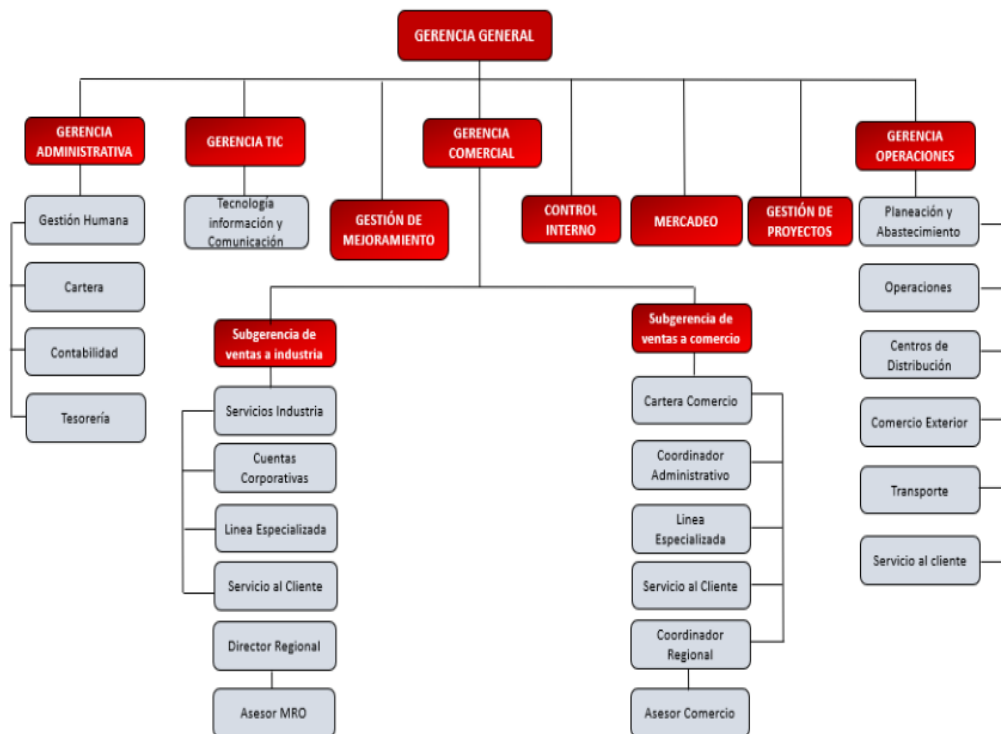 GERENCIA GENERAL
GERENCIA
ADMINISTRATIVA
GERENCIA TIC
GERENCIA
COMERCIAL
GERENCIA
OPERACIONES
GESTIÓN DE
MEJORAMIENTO
CONTROL
INTERNO
MERCADEO
GESTIÓN DE
PROYECTOS
Gestión Humana
Cartera
Contabilidad
Tesorería
Tecnología
información y
Comunicación
Subgerencia de
ventas a industria
Servicios Industria
Cuentas
Corporativas
Linea Especializada
Servicio al Cliente
Director Regional
Asesor MRO
Subgerencia de
ventas a comercio
Cartera Comercio
Coordinador
Administrativo
Linea
Especializada
Servicio al Cliente
Coordinador
Regional
Asesor Comercio
Planeación y
Abastecimiento
Operaciones
Centros de
Distribución
Comercio Exterior
Transporte
Servicio al cliente